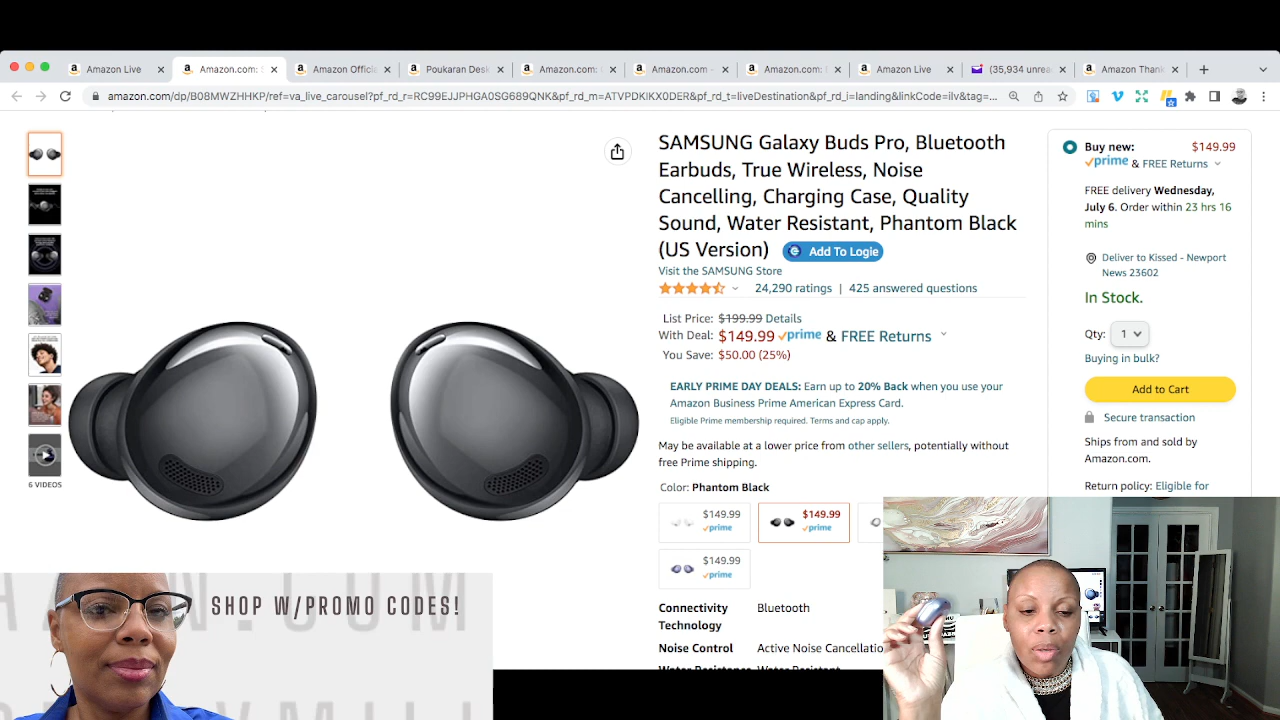 Amazon Live
Amazon.com: S
Amazon Offici
Poukaran Desk
Amazon.com:
Amazon.com -
Amazon.com:
Amazon Live
(35,934 unrea
Amazon Thank
amazon.com/dp/B08MWZHHKP/ref=va_live_carousel?pf_rd_r=RC99EJJPHGA0SG689QNK&pf_rd_m=ATVPDKIKX0DER&pf_rd_t=liveDestination&pf_rd_i=landing&linkCode=ilv&tag=...
6 VIDEOS
SAMSUNG Galaxy Buds Pro, Bluetooth
Earbuds, True Wireless, Noise
Cancelling, Charging Case, Quality
Sound, Water Resistant, Phantom Black
(US Version)
Add To Logie
Visit the SAMSUNG Store
24,290 ratings | 425 answered questions
List Price: $199.99 Details
With Deal: $149.99 prime & FREE Returns
You Save: $50.00 (25%)
EARLY PRIME DAY DEALS: Earn up to 20% Back when you use your
Amazon Business Prime American Express Card.
Eligible Prime membership required. Terms and cap apply.
May be available at a lower price from other sellers, potentially without
free Prime shipping.
Color: Phantom Black
$149.99
prime
$149.99
prime
$149.99
prime
Connectivity
Technology
Bluetooth
Noise Control
Active Noise Cancellatio
Water Resistance
Water Resistant
Buy new:
$149.99
prime & FREE Returns
FREE delivery Wednesday,
July 6. Order within 23 hrs 16
mins
Deliver to Kissed - Newport
News 23602
In Stock.
Qty: 1
Buying in bulk?
Add to Cart
Secure transaction
Ships from and sold by
Amazon.com.
Return policy: Eligible for
SHOP W/PROMO CODES!